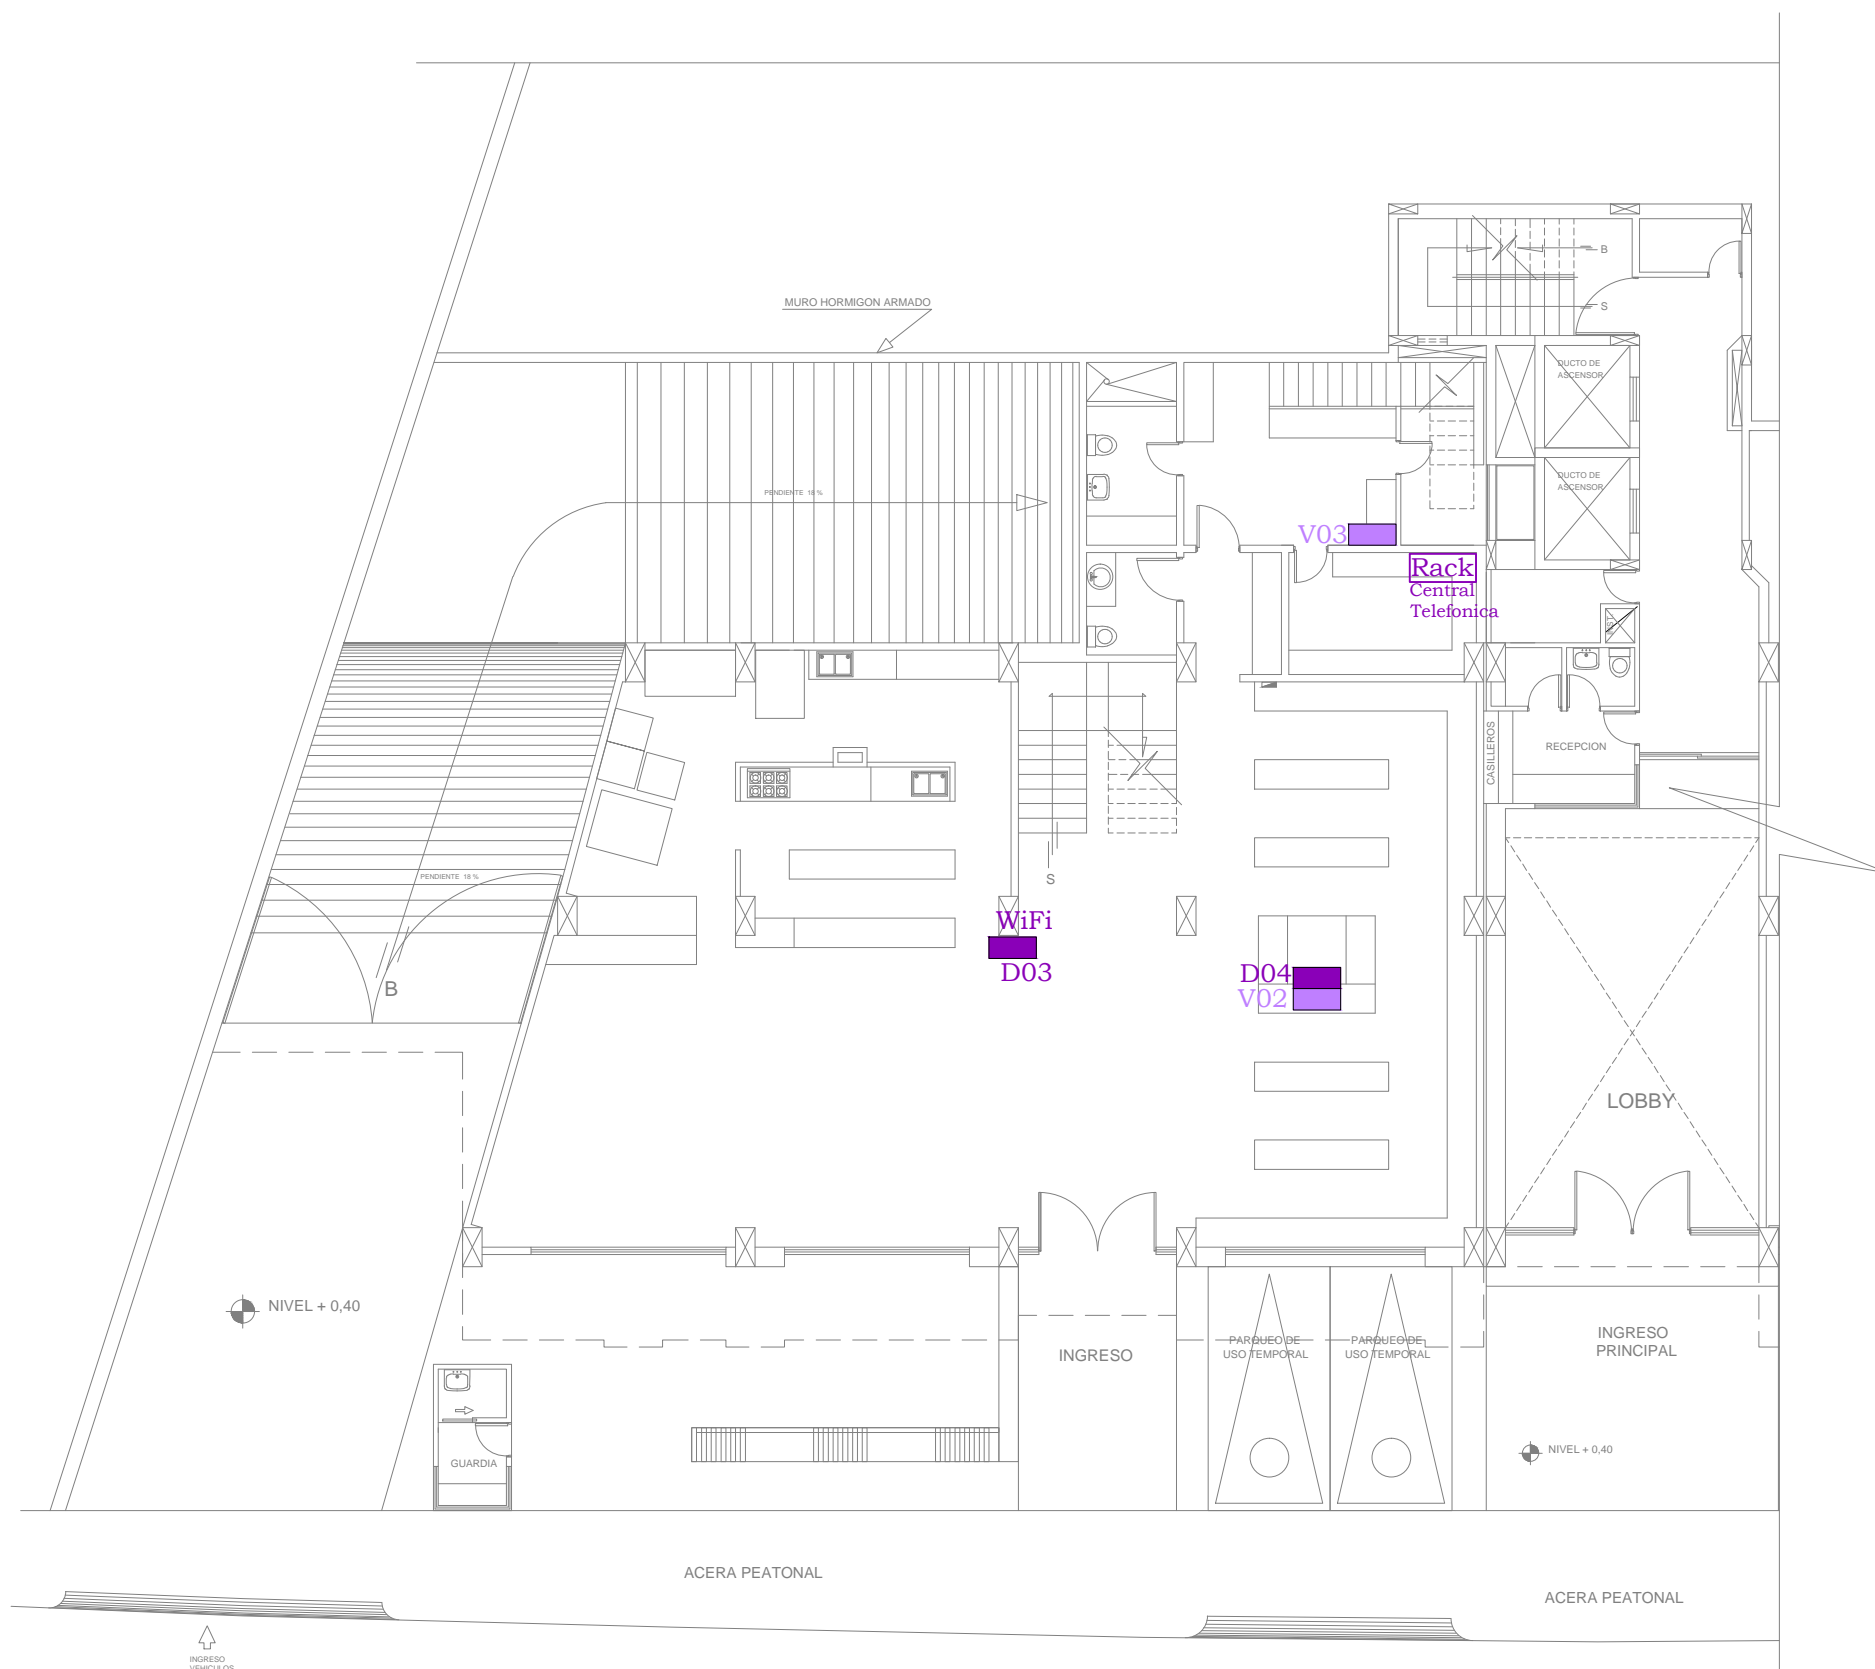 B
S
MURO HORMIGON ARMADO
DUCTO DE
ASCENSOR
PENDIENTE 18 %
DUCTO DE
ASCENSOR
V03
Rack
Central
Telefonica
CASILLEROS
RECEPCION
PENDIENTE 18 %
S
WiFi
D03
D04
V02
B
LOBBY
NIVEL + 0,40
INGRESO
PARQUEO DE
USO TEMPORAL
PARQUEO DE
USO TEMPORAL
INGRESO
PRINCIPAL
GUARDIA
NIVEL + 0,40
ACERA PEATONAL
ACERA PEATONAL
INGRESO
VEHICULOS